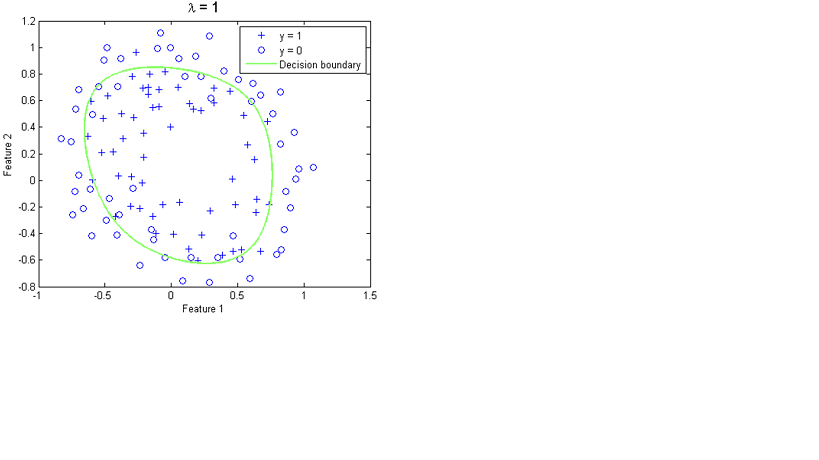 λ = 1
1.2
1
0.8
0.6
0.4
0.2
0
-0.2
-0.4
-0.6
-0.8
Feature 2
y = 1
y = 0
Decision boundary
-1
-0.5
0
0.5
1
1.5
Feature 1